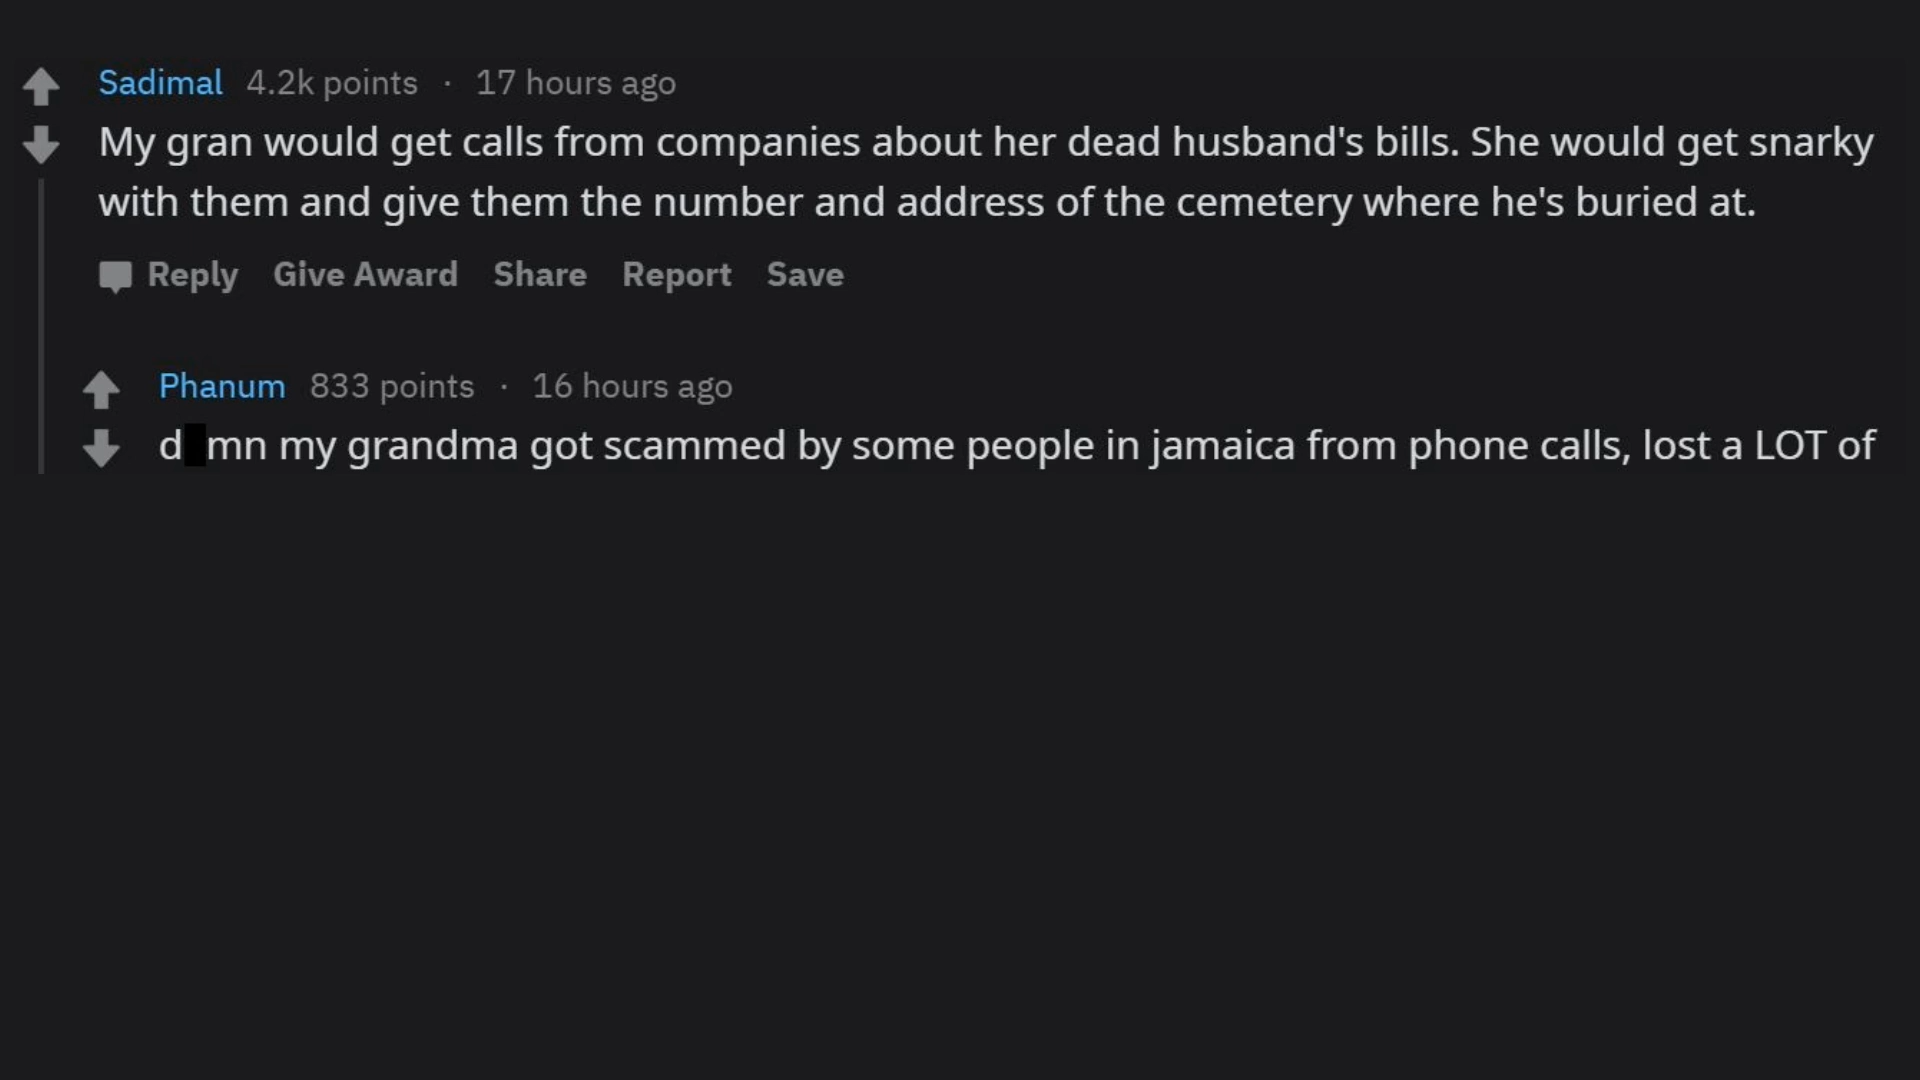 Sadimal 4.2k points · 17 hours ago
My gran would get calls from companies about her dead husband's bills. She would get snarky
with them and give them the number and address of the cemetery where he's buried at.
Reply Give Award Share Report Save
Phanum 833 points · 16 hours ago
d█mn my grandma got scammed by some people in jamaica from phone calls, lost a LOT of